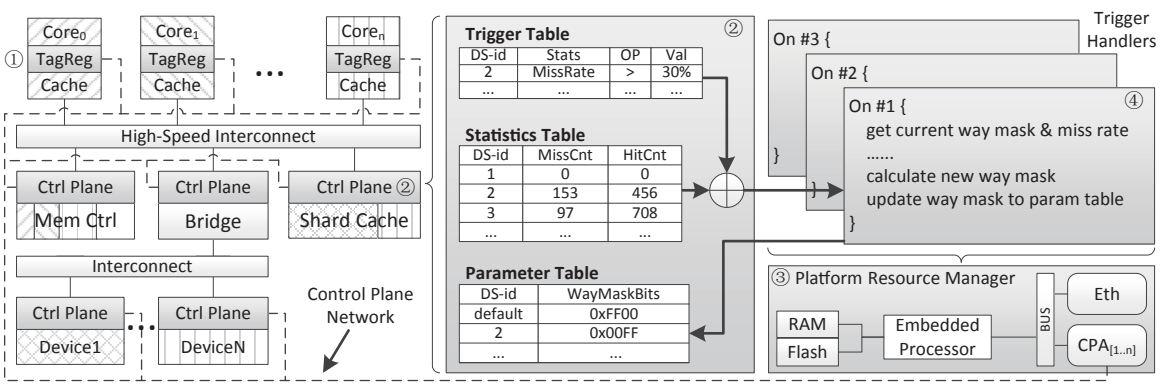 ①
Core0
TagReg
Cache
Core1
TagReg
Cache
...
Coren
TagReg
Cache
High-Speed Interconnect
Ctrl Plane
Mem Ctrl
Ctrl Plane
Bridge
Ctrl Plane ②
Shard Cache
Interconnect
Ctrl Plane
Device1
...
Ctrl Plane
DeviceN
Control Plane
Network
②
Trigger Table
DS-id Stats OP Val
2 MissRate > 30%
... ... ... ...
Statistics Table
DS-id MissCnt HitCnt
1 0 0
2 153 456
3 97 708
... ... ...
Parameter Table
DS-id WayMaskBits
default 0xFF00
2 0x00FF
... ...
Trigger
Handlers
On #3 {
}
On #2 {
}
④
On #1 {
get current way mask & miss rate
......
calculate new way mask
update way mask to param table
}
③ Platform Resource Manager
RAM
Flash
Embedded
Processor
BUS
Eth
CPA[1..n]